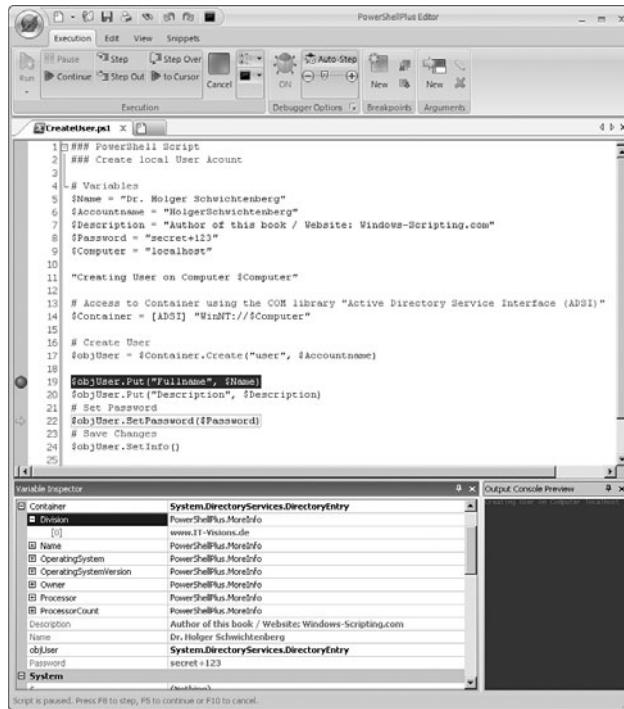 PowerShellPlus Editor
Execution Edit View Snippets
Run
Pause Step Step Over
Continue Step Out to Cursor
Cancel
ON
Auto-Step
New
New
Execution
Debugger Options
Breakpoints
Arguments
CreateUser.ps1
1 ### PowerShell Script
2 ### Create local User Acount
3
4 # Variables
5 $Name = "Dr. Holger Schwichtenberg"
6 $Accountname = "HolgerSchwichtenberg"
7 $Description = "Author of this book / Website: Windows-Scripting.com"
8 $Password = "secret+123"
9 $Computer = "localhost"
10
11 "Creating User on Computer $Computer"
12
13 # Access to Container using the COM library "Active Directory Service Interface (ADSI)"
14 $Container = [ADSI] "WinNT://$Computer"
15
16 # Create User
17 $objUser = $Container.Create("user", $Accountname)
18
19 $objUser.Put("Fullname", $Name)
20 $objUser.Put("Description", $Description)
21 # Set Password
22 $objUser.SetPassword($Password)
23 # Save Changes
24 $objUser.SetInfo()
25
Variable Inspector
Container System.DirectoryServices.DirectoryEntry
Division PowerShellPlus.MoreInfo
[0] www.IT-Visions.de
Name PowerShellPlus.MoreInfo
OperatingSystem PowerShellPlus.MoreInfo
OperatingSystemVersion PowerShellPlus.MoreInfo
Owner PowerShellPlus.MoreInfo
Processor PowerShellPlus.MoreInfo
ProcessorCount PowerShellPlus.MoreInfo
Description Author of this book / Website: Windows-Scripting.com
Name Dr. Holger Schwichtenberg
objUser System.DirectoryServices.DirectoryEntry
Password secret+123
System
(Nothing)
Output Console Preview
Creating User on Computer localhost
Script is paused. Press F8 to step, F5 to continue or F10 to cancel.